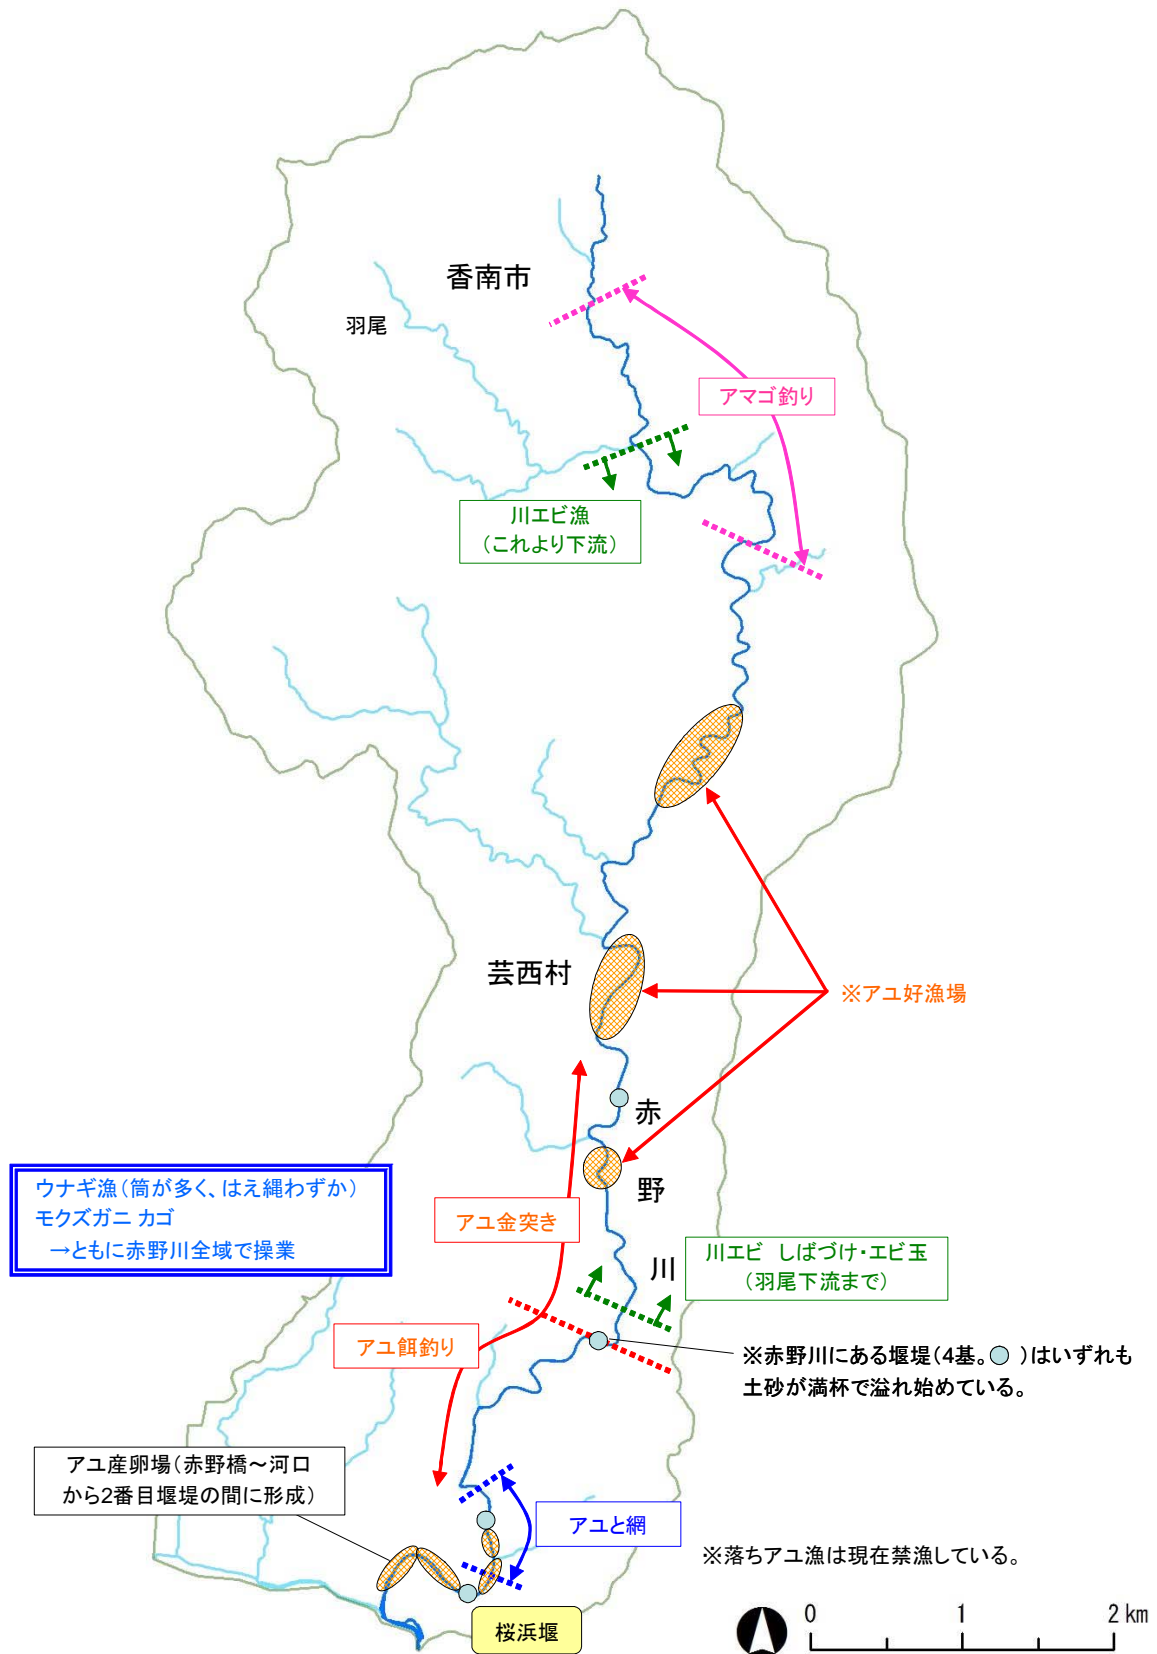 香南市
羽尾
アマゴ釣り
川エビ漁
（これより下流）
芸西村
※アユ好漁場
赤
野
川
ウナギ漁（筒が多く、はえ縄わずか）
モクズガニ カゴ
→ともに赤野川全域で操業
アユ金突き
川エビ しばづけ・エビ玉
（羽尾下流まで）
アユ餌釣り
※赤野川にある堰堤（4基。 ）はいずれも
土砂が満杯で溢れ始めている。
アユ産卵場（赤野橋～河口
から2番目堰堤の間に形成）
アユと網
※落ちアユ漁は現在禁漁している。
桜浜堰
0 1 2 km